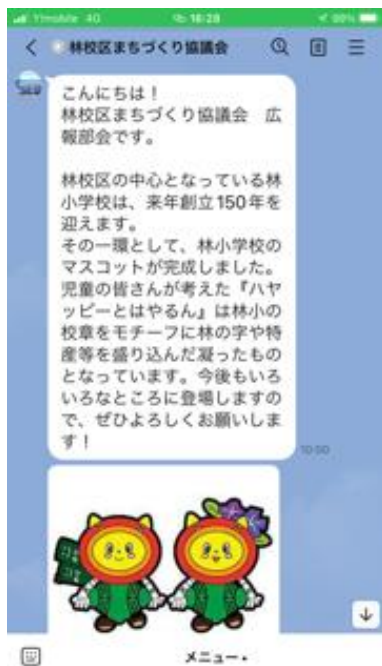 Y!mobile 4G
16:28
林校区まちづくり協議会
こんにちは！
林校区まちづくり協議会　広
報部会です。
林校区の中心となっている林
小学校は、来年創立150年を
迎えます。
その一環として、林小学校の
マスコットが完成しました。
児童の皆さんが考えた『ハヤ
ッピーとはやるん』は林小の
校章をモチーフに林の字や特
産等を盛り込んだ凝ったもの
となっています。今後もいろ
いろなところに登場しますの
で、ぜひよろしくお願いしま
す！
10:00
メニュー